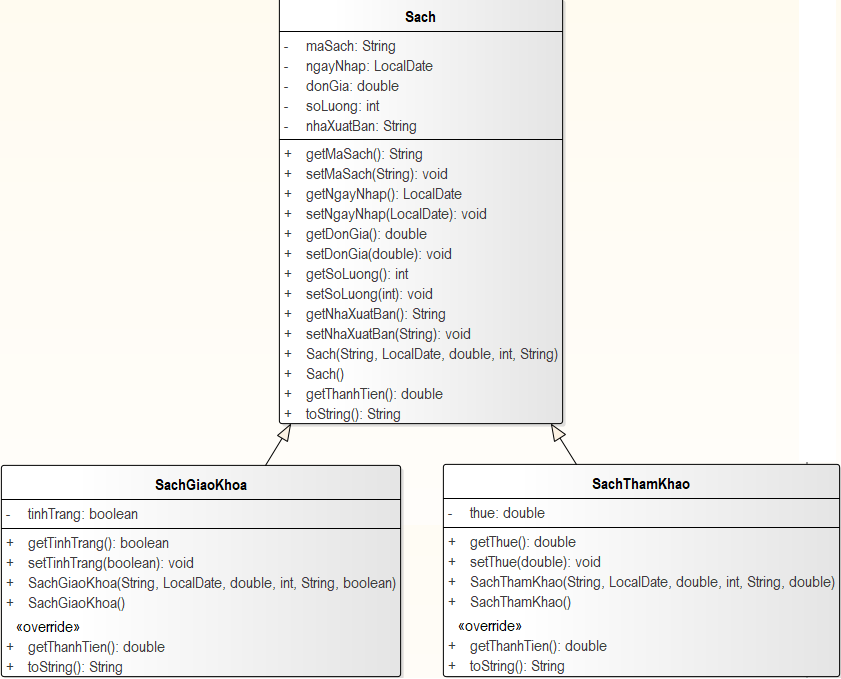 Sach
- maSach: String
- ngayNhap: LocalDate
- donGia: double
- soLuong: int
- nhaXuatBan: String
+ getMaSach(): String
+ setMaSach(String): void
+ getNgayNhap(): LocalDate
+ setNgayNhap(LocalDate): void
+ getDonGia(): double
+ setDonGia(double): void
+ getSoLuong(): int
+ setSoLuong(int): void
+ getNhaXuatBan(): String
+ setNhaXuatBan(String): void
+ Sach(String, LocalDate, double, int, String)
+ Sach()
+ getThanhTien(): double
+ toString(): String
SachGiaoKhoa
- tinhTrang: boolean
+ getTinhTrang(): boolean
+ setTinhTrang(boolean): void
+ SachGiaoKhoa(String, LocalDate, double, int, String, boolean)
+ SachGiaoKhoa()
«override»
+ getThanhTien(): double
+ toString(): String
SachThamKhao
- thue: double
+ getThue(): double
+ setThue(double): void
+ SachThamKhao(String, LocalDate, double, int, String, double)
+ SachThamKhao()
«override»
+ getThanhTien(): double
+ toString(): String